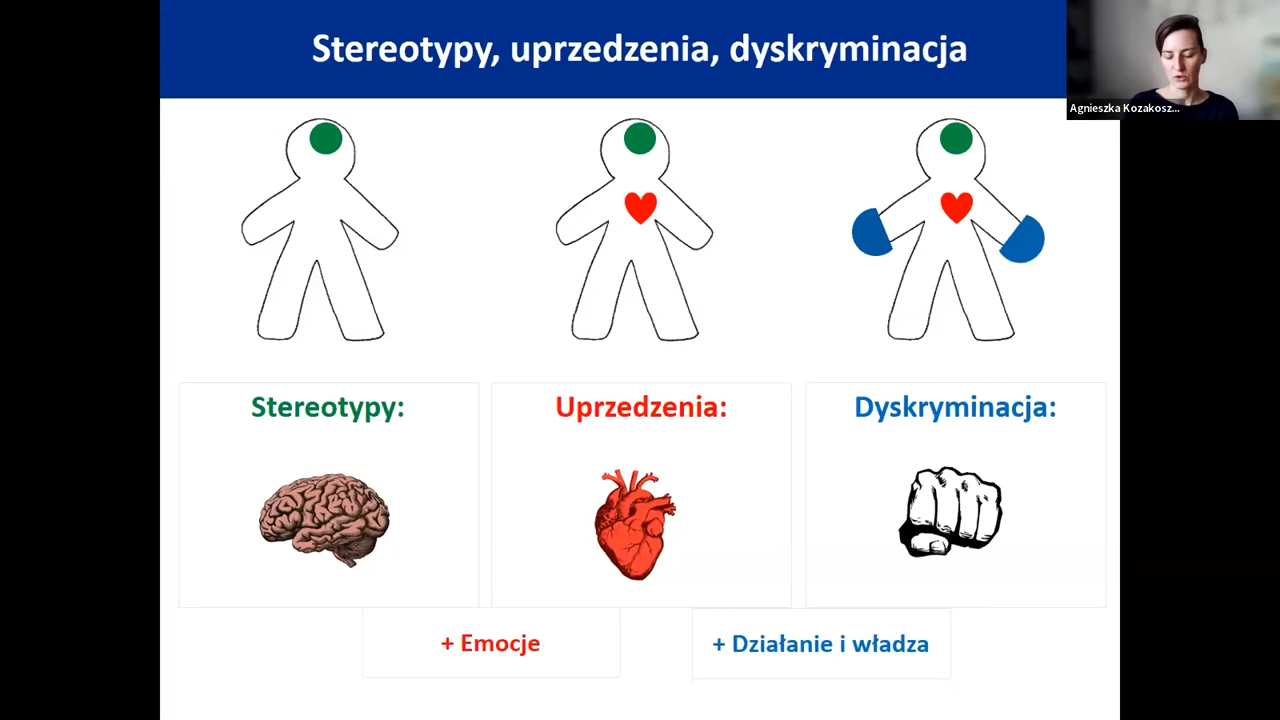 Stereotypy, uprzedzenia, dyskryminacja
Agnieszka Kozakosz...
Stereotypy:
Uprzedzenia:
Dyskryminacja:
+ Emocje
+ Działanie i władza